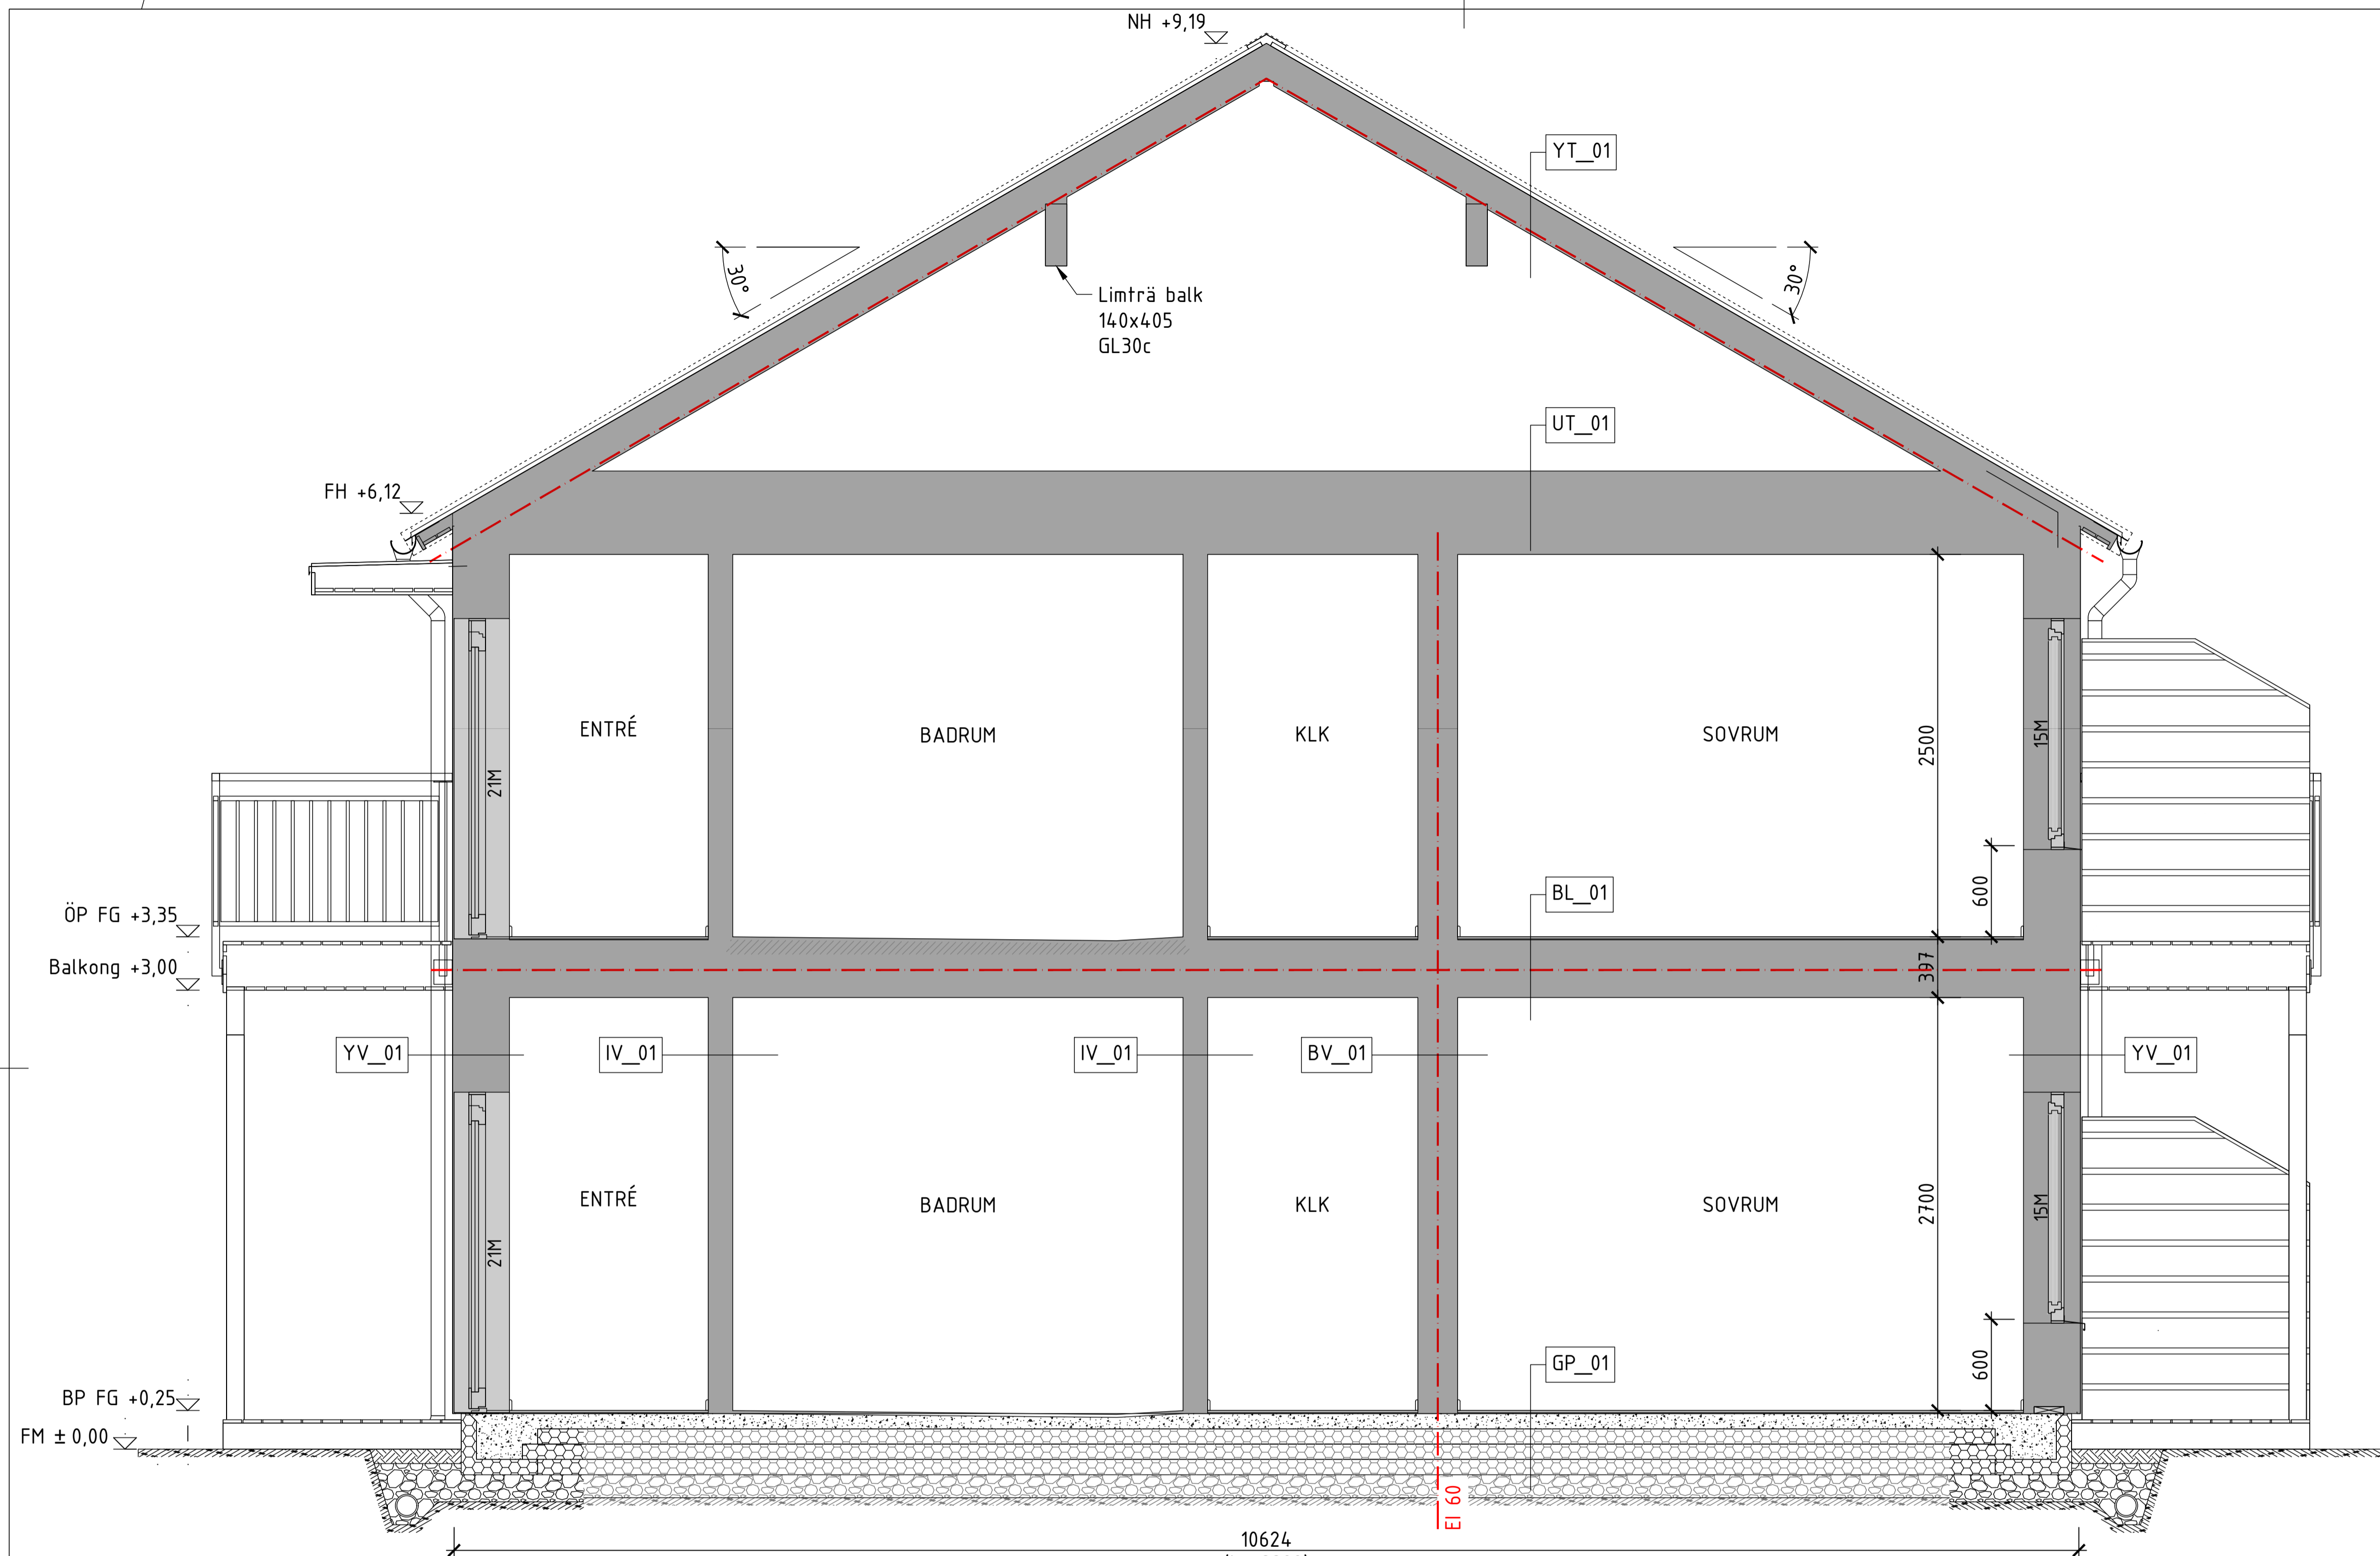 NH +9,19
YT_01
30°
30°
Limträ balk
140x405
GL30c
UT_01
FH +6,12
ENTRÉ
BADRUM
KLK
SOVRUM
2500
15M
21M
600
BL_01
ÖP FG +3,35
Balkong +3,00
397
YV_01
IV_01
IV_01
BV_01
YV_01
ENTRÉ
BADRUM
KLK
SOVRUM
2700
15M
21M
600
GP_01
BP FG +0,25
FM ± 0,00
EI 60
10624